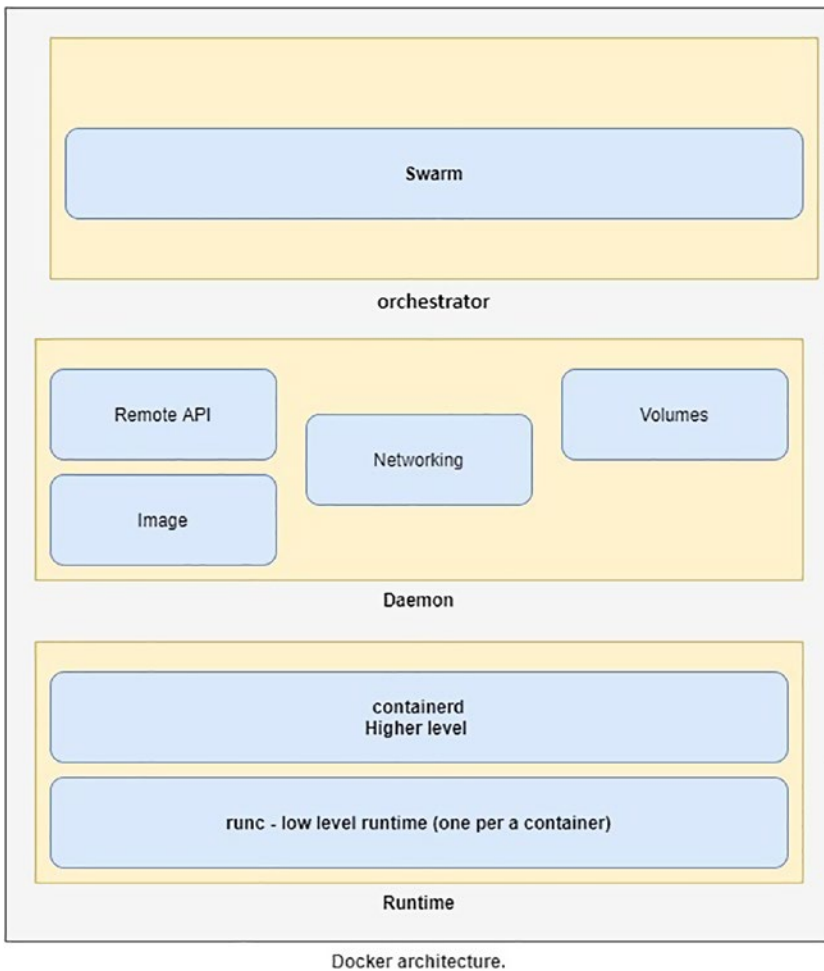 Swarm
orchestrator
Remote API
Networking
Volumes
Image
Daemon
containerd
Higher level
runc - low level runtime (one per a container)
Runtime
Docker architecture.